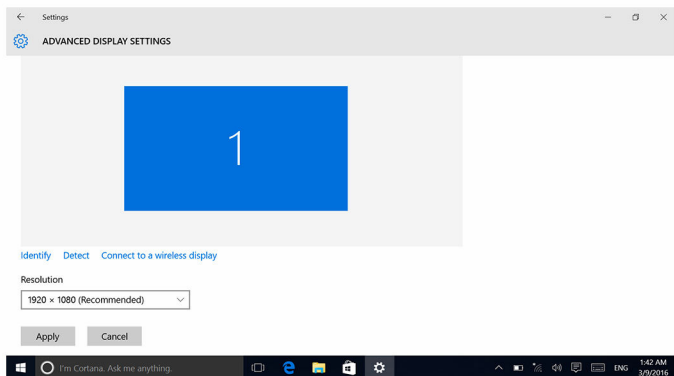 Settings
ADVANCED DISPLAY SETTINGS
1
Identify Detect Connect to a wireless display
Resolution
1920 × 1080 (Recommended)
Apply Cancel
I'm Cortana. Ask me anything.
ENG
1:42 AM
3/9/2016